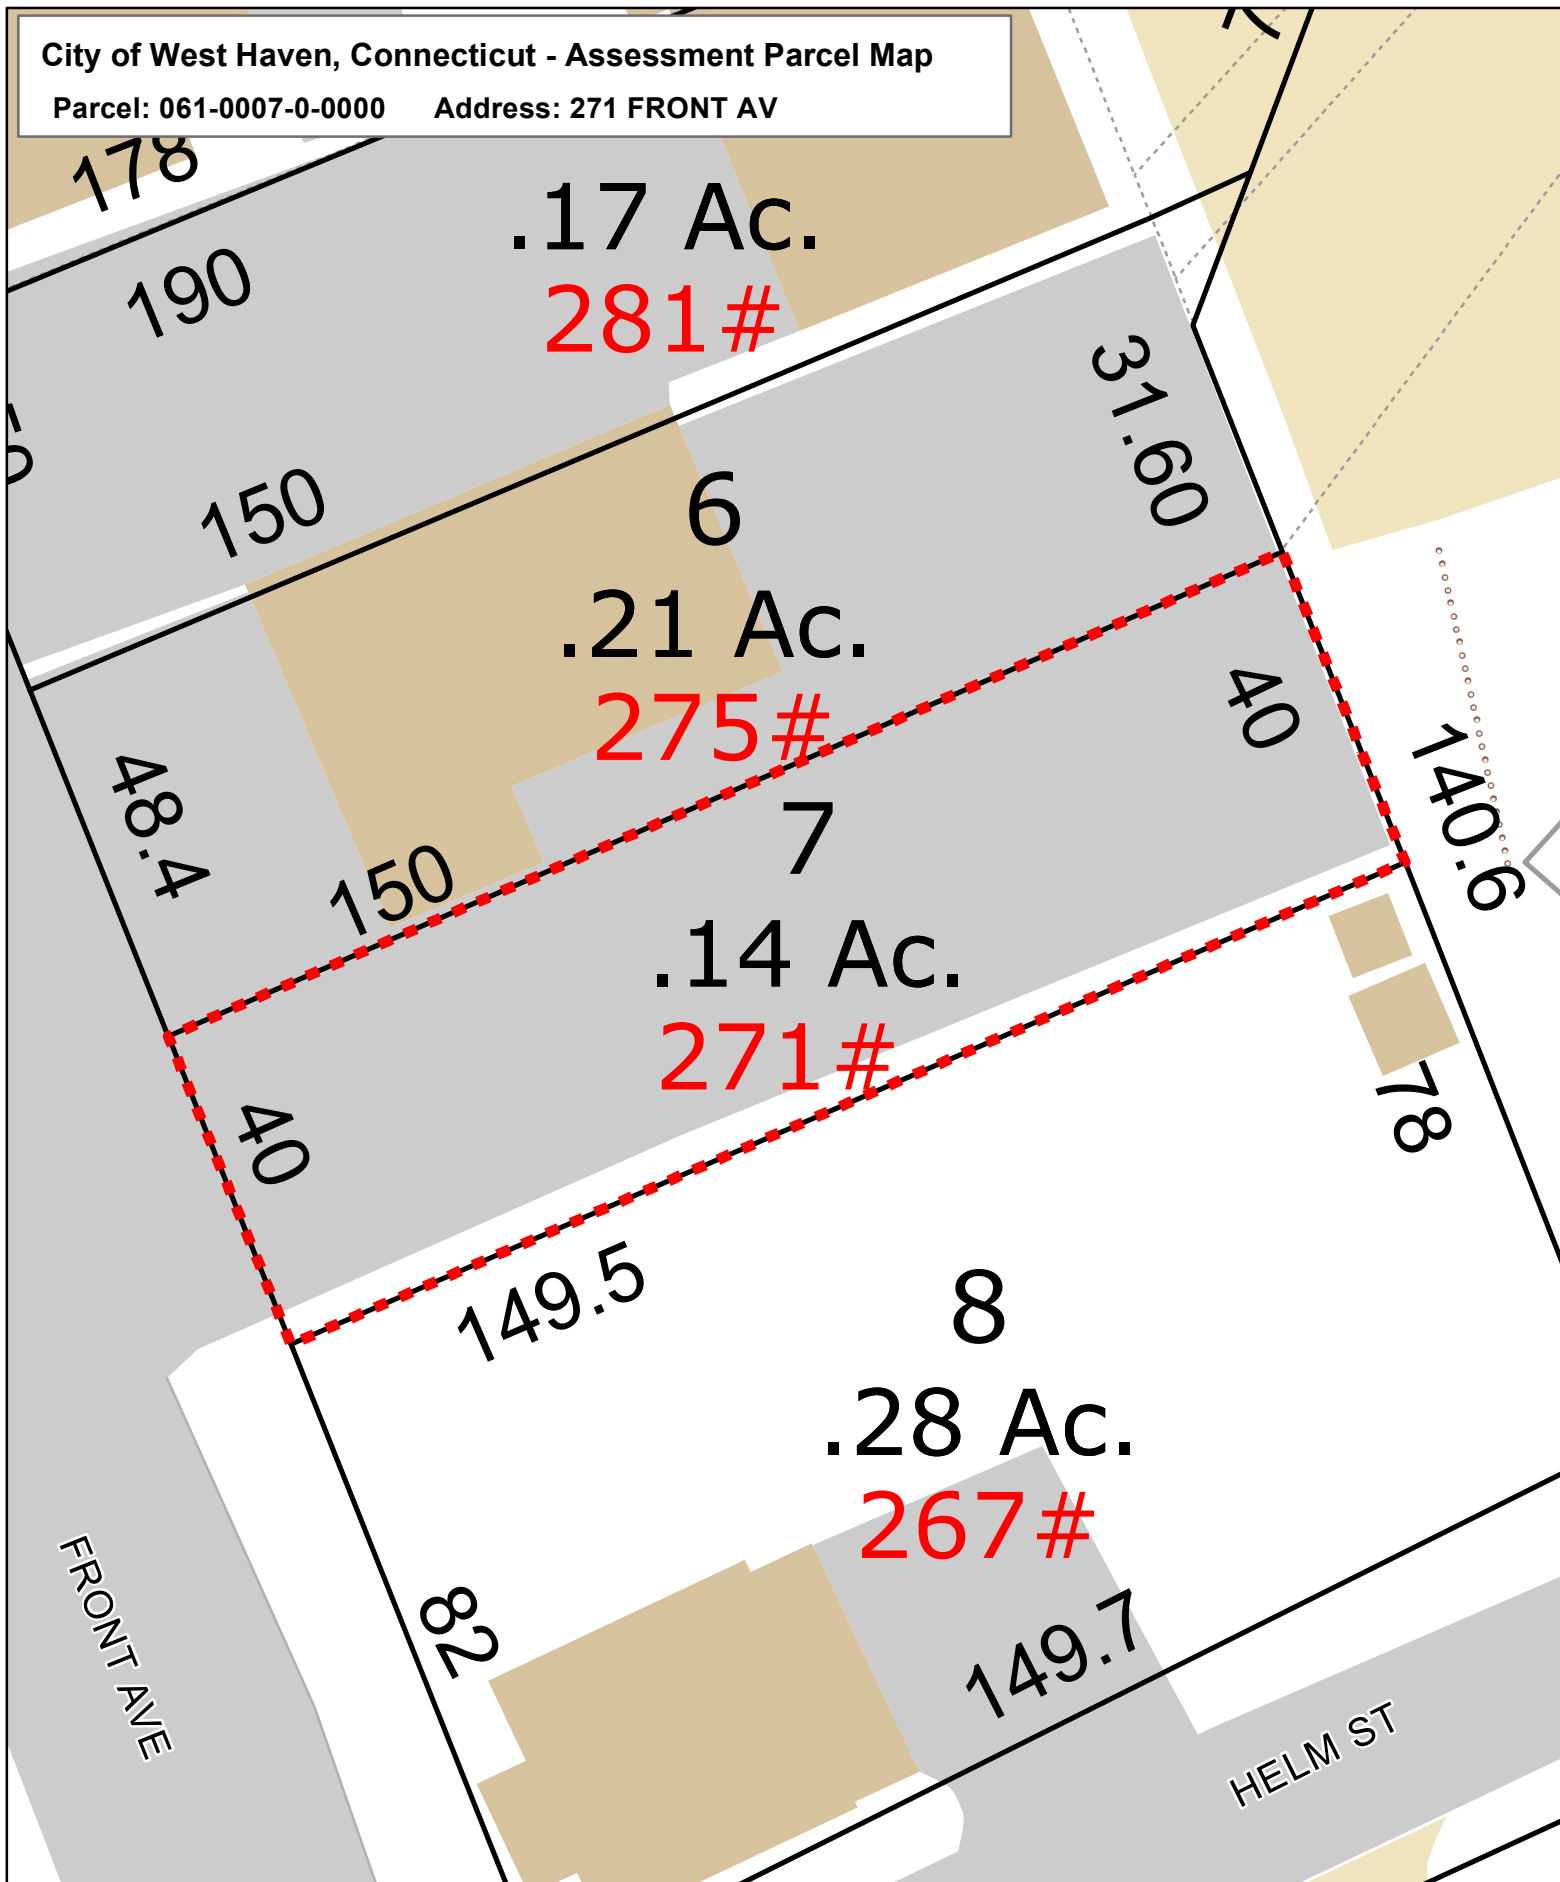 City of West Haven, Connecticut - Assessment Parcel Map
Parcel: 061-0007-0-0000 Address: 271 FRONT AV
178
.17 Ac.
281#
190
31.60
150
6
.21 Ac.
275#
40
48.4
140.6
150
7
.14 Ac.
271#
40
78
149.5
8
.28 Ac.
267#
82
149.7
FRONT AVE
HELM ST